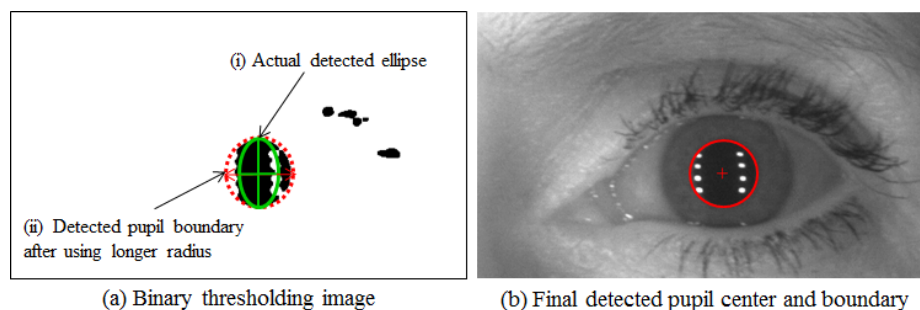 (i) Actual detected ellipse
(ii) Detected pupil boundary
after using longer radius
(a) Binary thresholding image
(b) Final detected pupil center and boundary